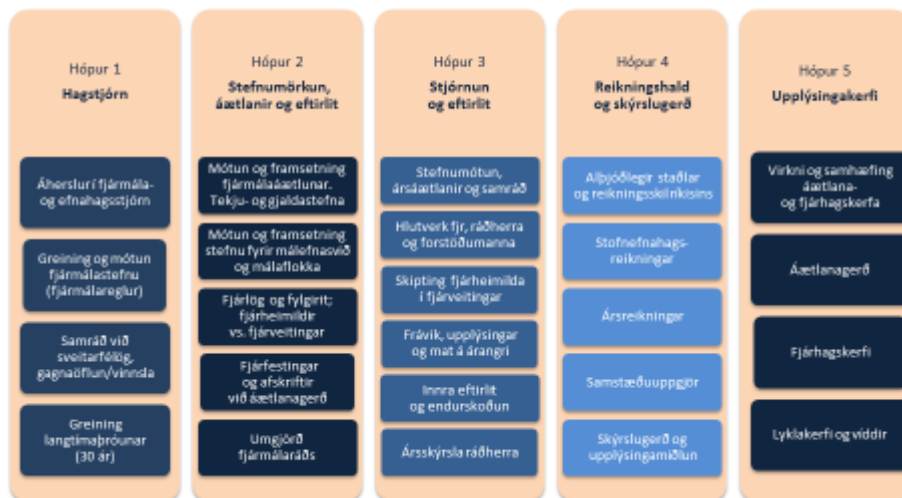 Hópur 1
Hagstjórn
Áherslur í fjármála-
og efnahagsstjórn
Greining og mótun
fjármálastefnu
(fjármálareglur)
Samráð við
sveitarfélög,
gagnaöflun/vinnsla
Greining
langtímaþróunar
(30 ár)
Hópur 2
Stefnumörkun,
áætlanir og eftirlit
Mótun og framsetning
fjármálaáætlunar.
Tekju- og gjaldastefna
Mótun og framsetning
stefnu fyrir málefnasvið
og málaflokka
Fjárlög og fylgirit;
fjárheimildir
vs. fjárveitingar
Fjárfestingar
og afskriftir
við áætlanagerð
Umgjörð
fjármálaráðs
Hópur 3
Stjórnun
og eftirlit
Stefnumótun,
ársáætlanir og samráð
Hlutverk fjr, ráðherra
og forstöðumanna
Skipting fjárheimilda
í fjárveitingar
Frávik, upplýsingar
og mat á árangri
Innra eftirlit
og endurskoðun
Ársskýrsla ráðherra
Hópur 4
Reikningshald
og skýrslugerð
Alþjóðlegir staðlar
og reikningsskil ríkisins
Stofnefnahags-
reikningar
Ársreikningar
Samstæðuuppgjör
Skýrslugerð og
upplýsingamiðlun
Hópur 5
Upplýsingakerfi
Virkni og samhæfing
áætlana-
og fjárhagskerfa
Áætlanagerð
Fjárhagskerfi
Lyklakerfi og víddir